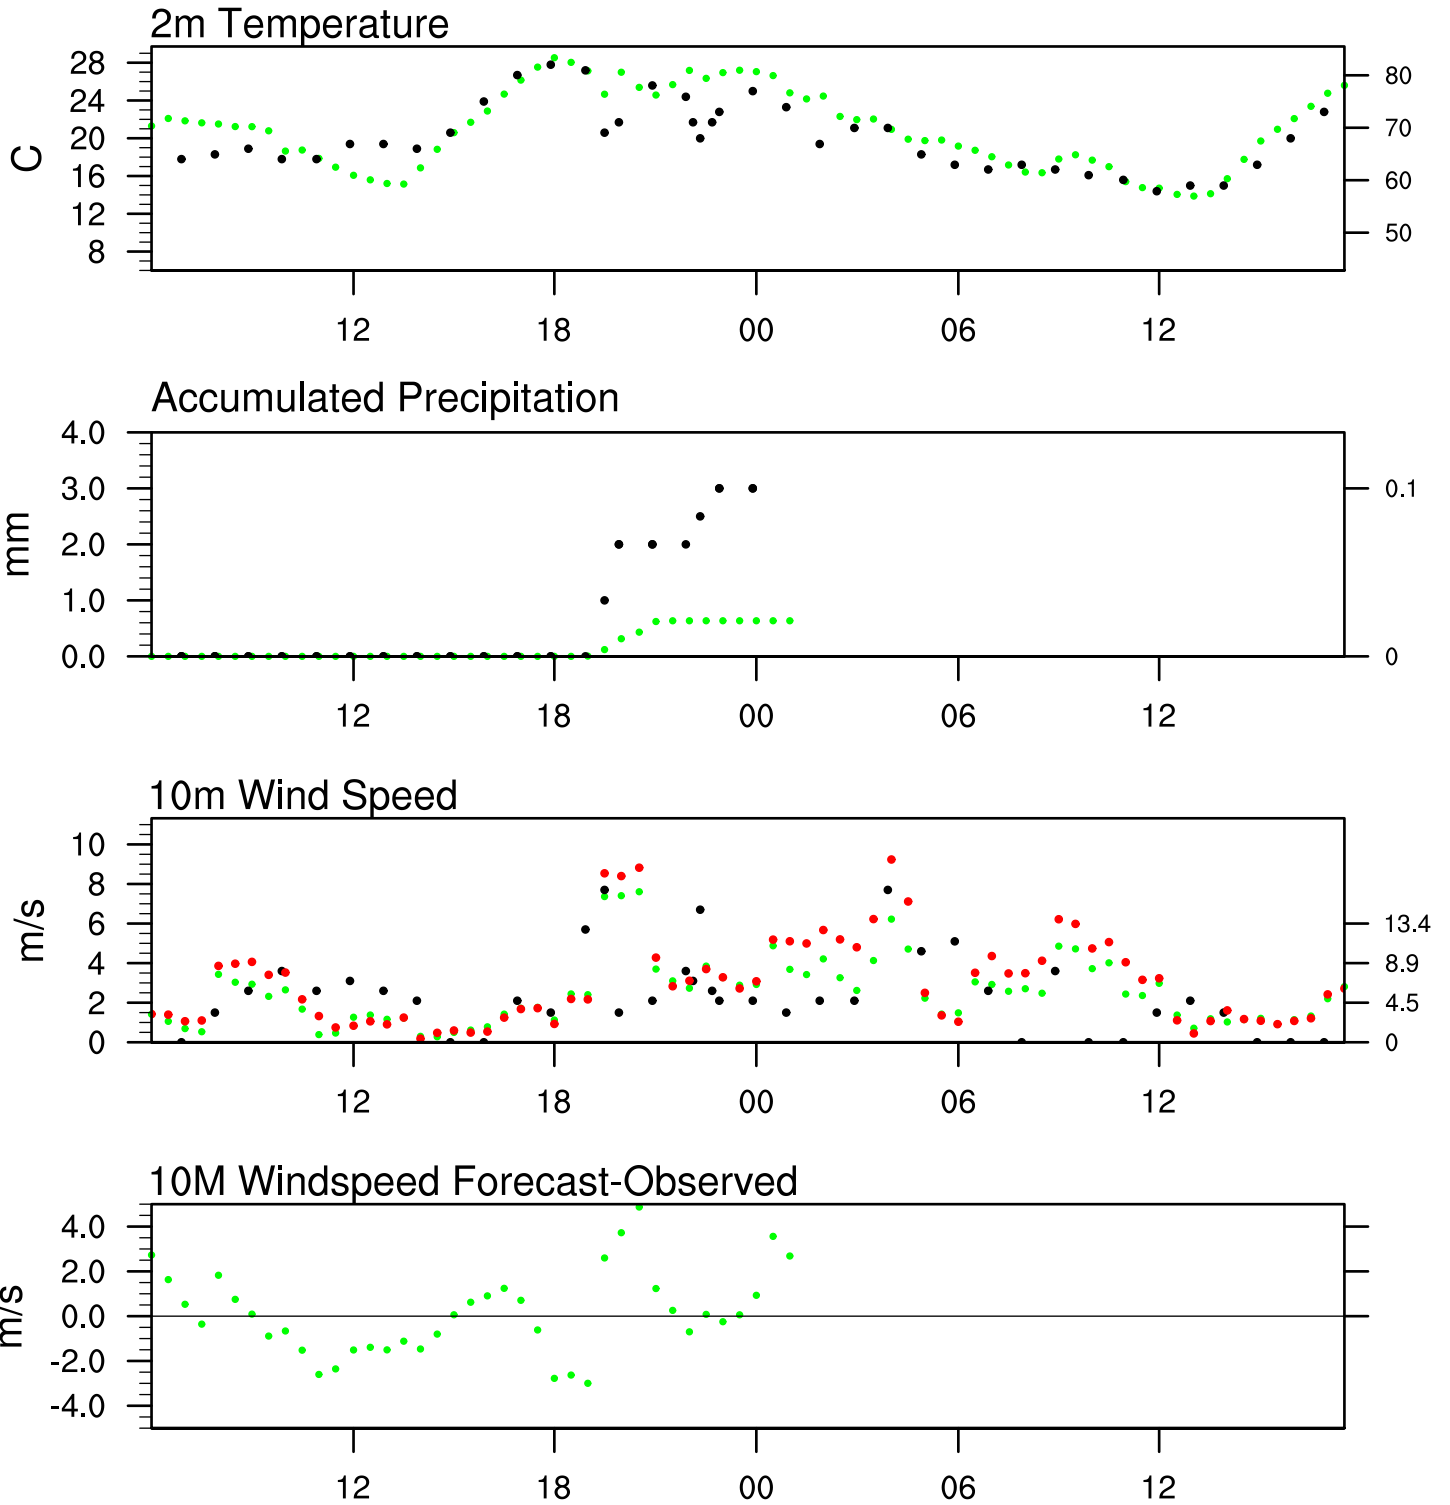 2m Temperature
28
24
20
16
12
8
C
80
70
60
50
12 18 00 06 12
Accumulated Precipitation
4.0
3.0
2.0
1.0
0.0
mm
0.1
0
12 18 00 06 12
10m Wind Speed
10
8
6
4
2
0
m/s
13.4
8.9
4.5
0
12 18 00 06 12
10M Windspeed Forecast-Observed
4.0
2.0
0.0
-2.0
-4.0
m/s
12 18 00 06 12